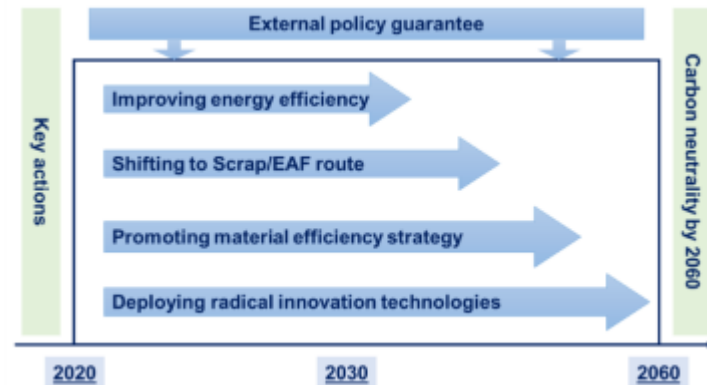 External policy guarantee
Key actions
Improving energy efficiency
Shifting to Scrap/EAF route
Promoting material efficiency strategy
Deploying radical innovation technologies
Carbon neutrality by 2060
2020
2030
2060